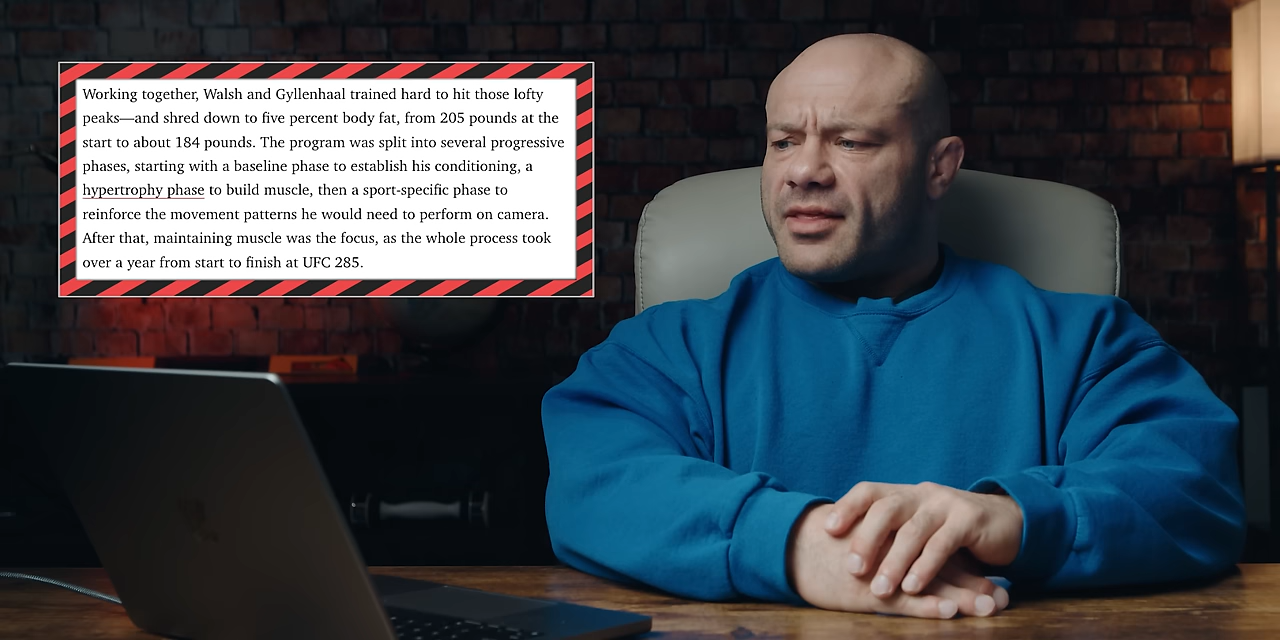 Working together, Walsh and Gyllenhaal trained hard to hit those lofty
peaks—and shred down to five percent body fat, from 205 pounds at the
start to about 184 pounds. The program was split into several progressive
phases, starting with a baseline phase to establish his conditioning, a
hypertrophy phase to build muscle, then a sport-specific phase to
reinforce the movement patterns he would need to perform on camera.
After that, maintaining muscle was the focus, as the whole process took
over a year from start to finish at UFC 285.